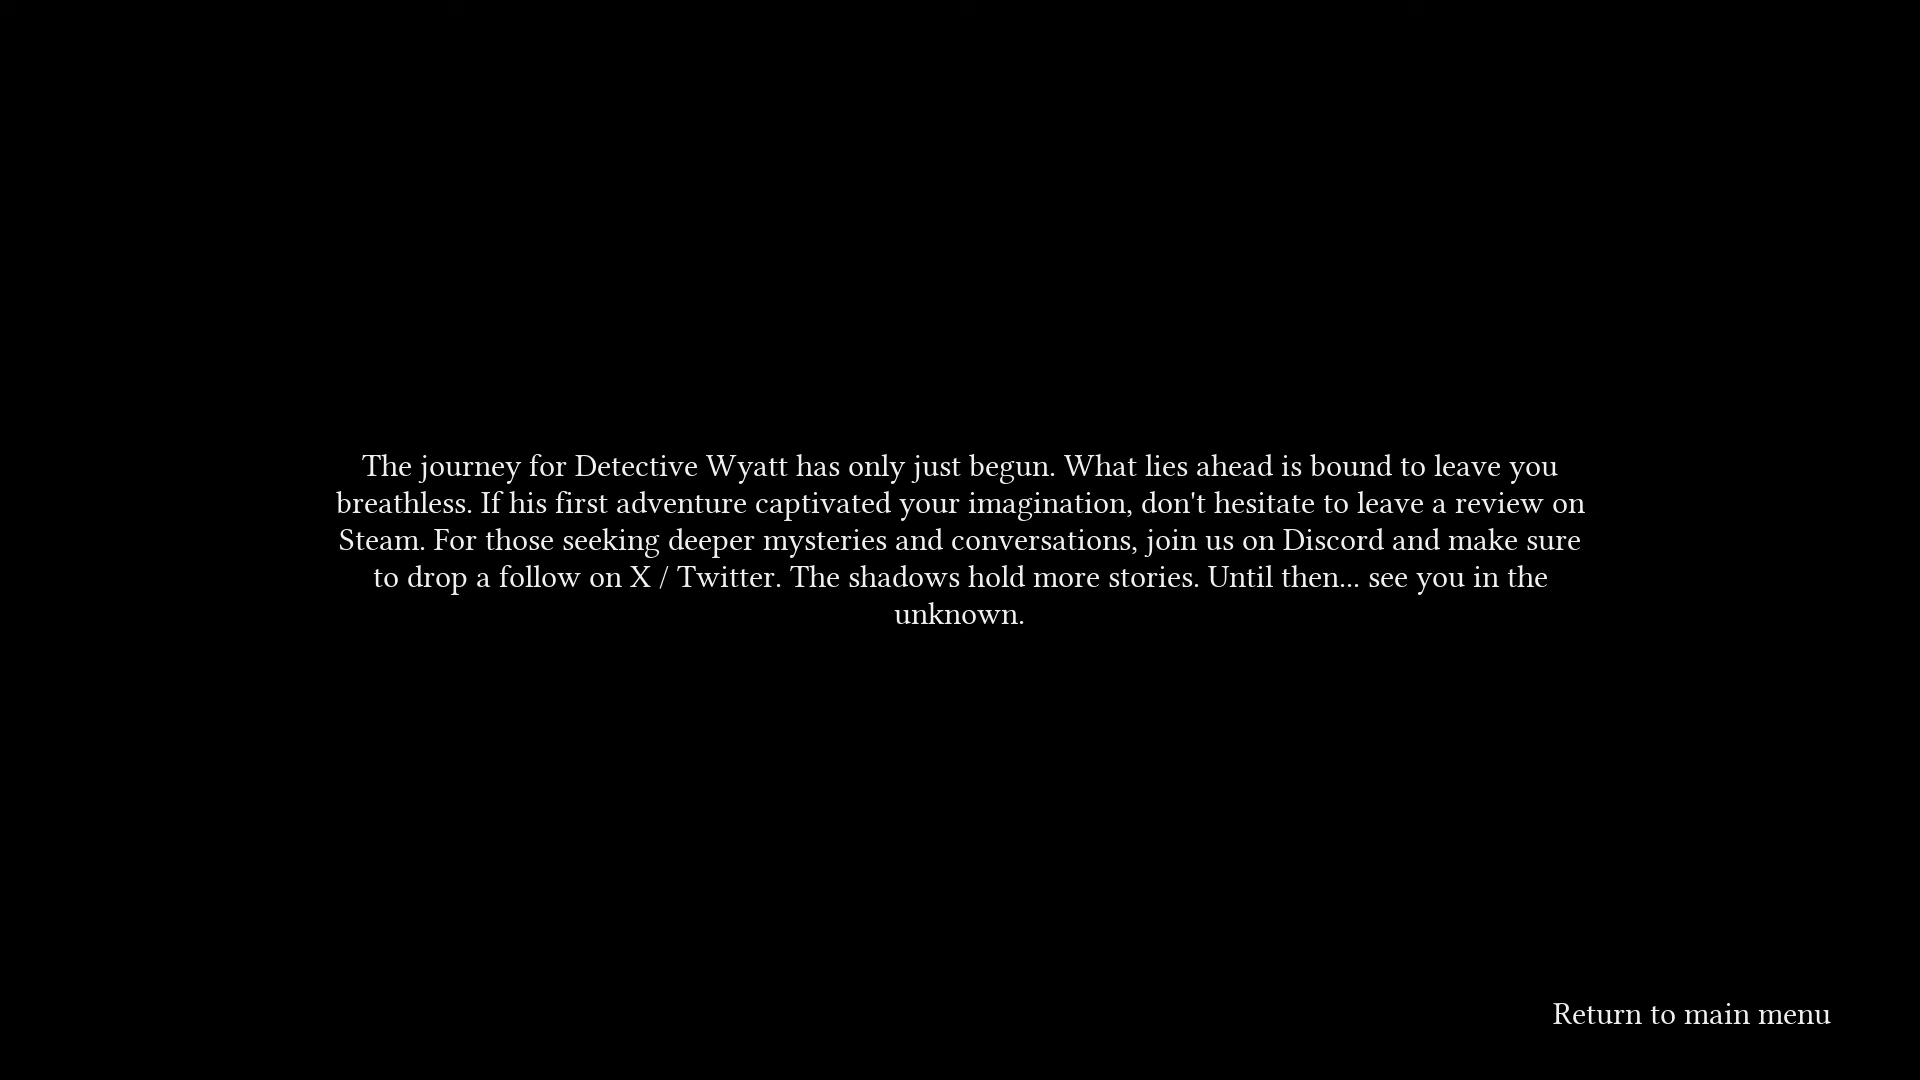 The journey for Detective Wyatt has only just begun. What lies ahead is bound to leave you
breathless. If his first adventure captivated your imagination, don't hesitate to leave a review on
Steam. For those seeking deeper mysteries and conversations, join us on Discord and make sure
to drop a follow on X / Twitter. The shadows hold more stories. Until then... see you in the
unknown.
Return to main menu